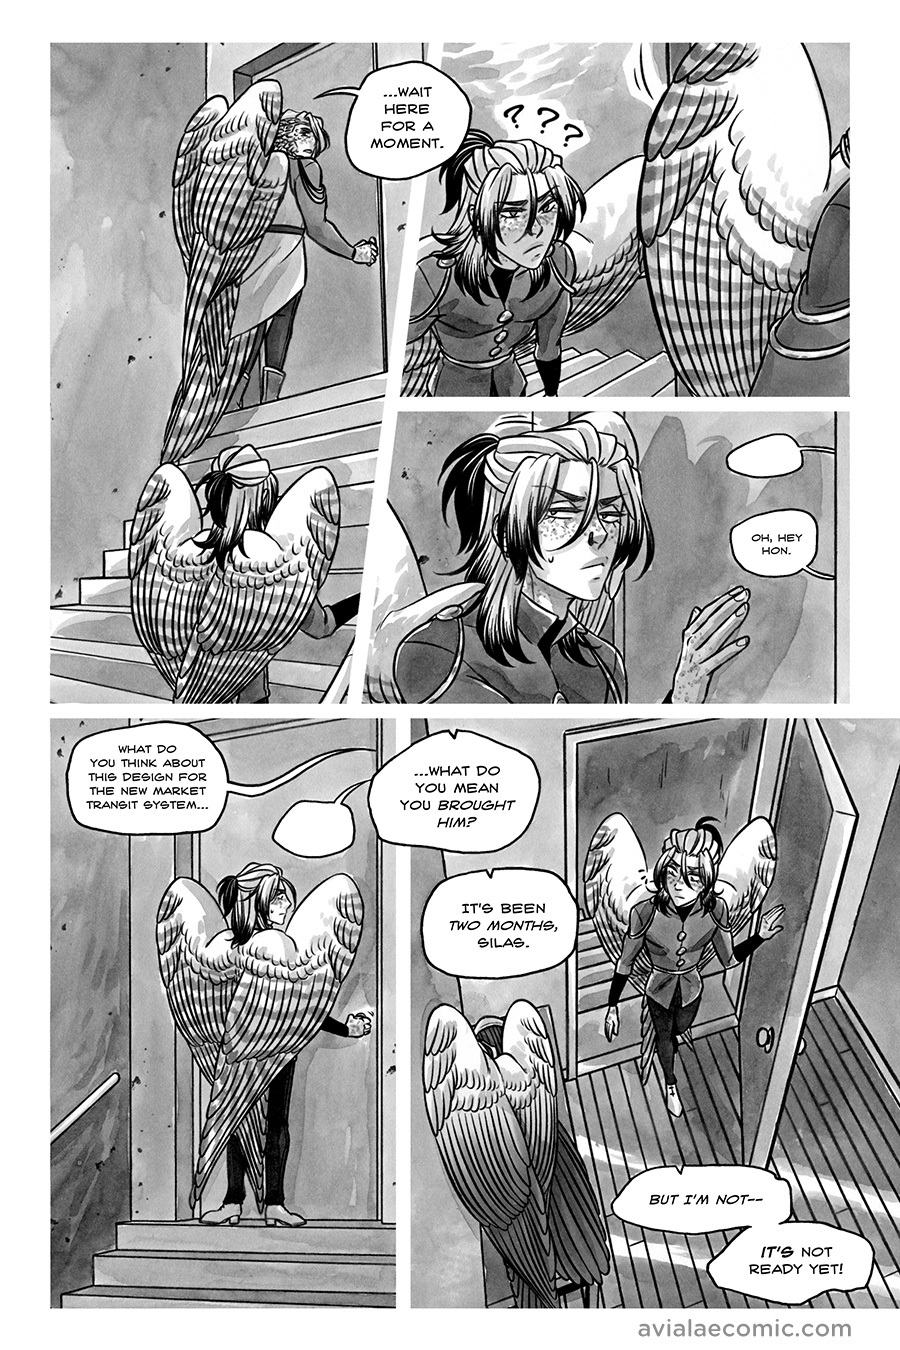 ...WAIT
HERE
FOR A
MOMENT.
? ? ?
OH, HEY
HON.
WHAT DO
YOU THINK ABOUT
THIS DESIGN FOR
THE NEW MARKET
TRANSIT SYSTEM...
...WHAT DO
YOU MEAN
YOU BROUGHT
HIM?
IT'S BEEN
TWO MONTHS,
SILAS.
BUT I'M NOT--
IT'S NOT
READY YET!
avialaecomic.com